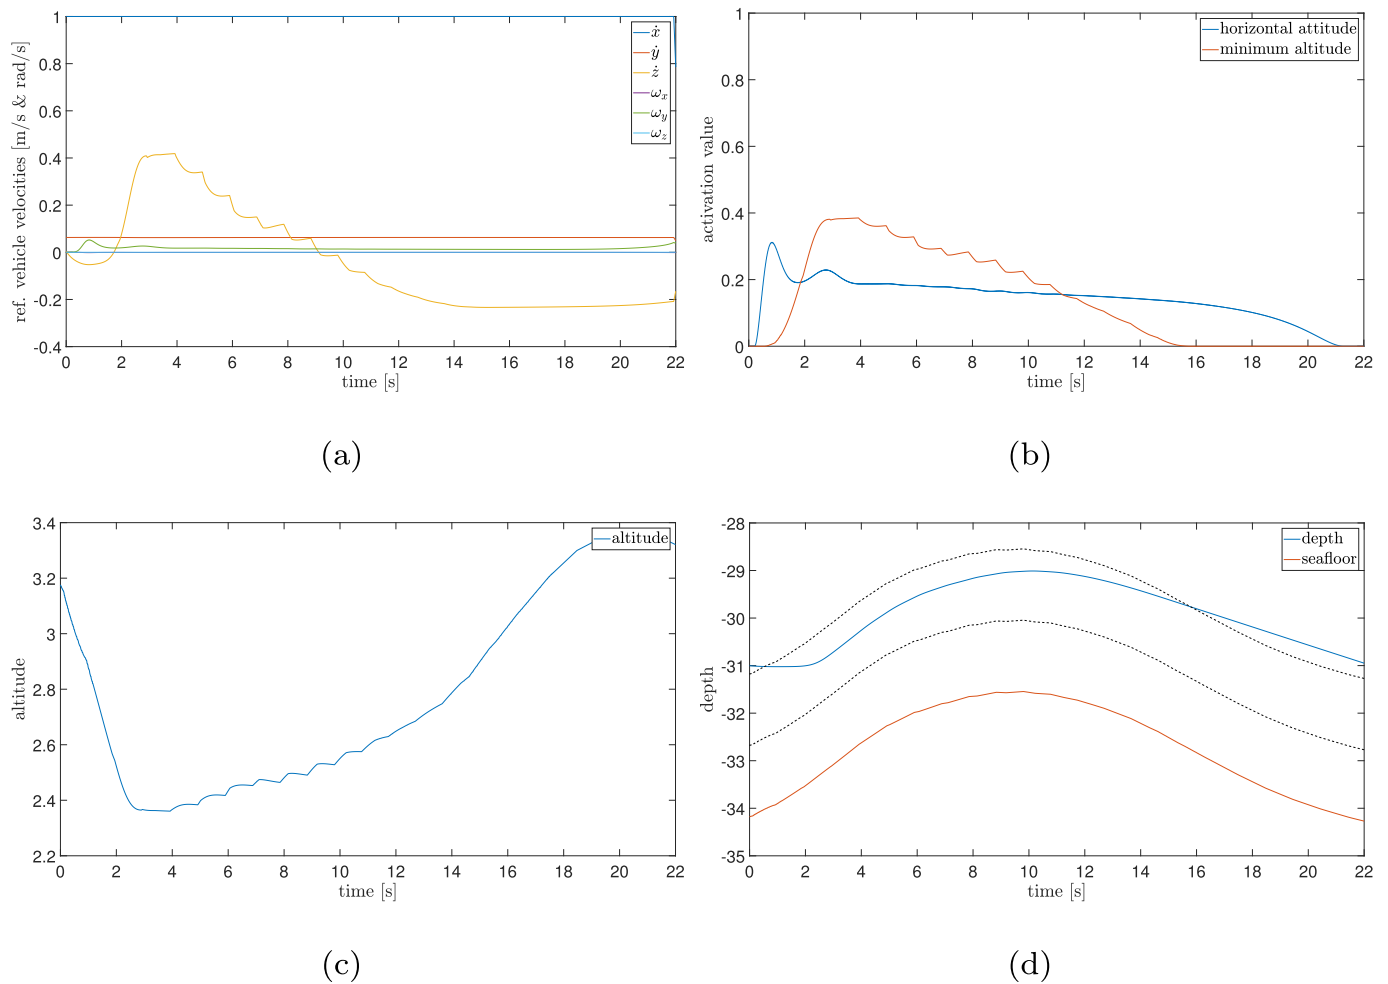 ref. vehicle velocities [m/s & rad/s]
1
0.8
0.6
0.4
0.2
0
-0.2
-0.4
0 2 4 6 8 10 12 14 16 18 20 22
time [s]
ẋ
ẏ
ż
ωx
ωy
ωz
(a)
activation value
1
0.8
0.6
0.4
0.2
0
0 2 4 6 8 10 12 14 16 18 20 22
time [s]
horizontal attitude
minimum altitude
(b)
altitude
3.4
3.2
3
2.8
2.6
2.4
2.2
0 2 4 6 8 10 12 14 16 18 20 22
time [s]
altitude
(c)
depth
-28
-29
-30
-31
-32
-33
-34
-35
0 2 4 6 8 10 12 14 16 18 20 22
time [s]
depth
seafloor
(d)